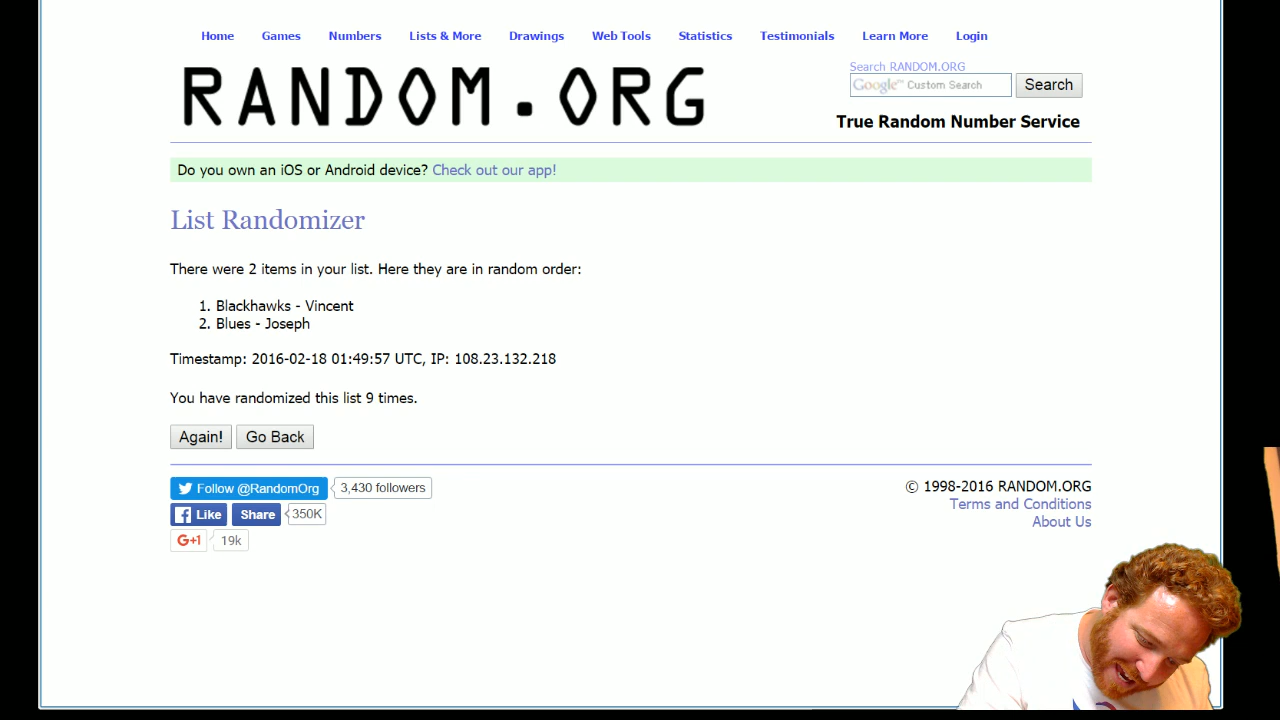 Home Games Numbers Lists & More Drawings Web Tools Statistics Testimonials Learn More Login
RANDOM.ORG
Search RANDOM.ORG
Google™ Custom Search Search
True Random Number Service
Do you own an iOS or Android device? Check out our app!
List Randomizer
There were 2 items in your list. Here they are in random order:
1. Blackhawks - Vincent
2. Blues - Joseph
Timestamp: 2016-02-18 01:49:57 UTC, IP: 108.23.132.218
You have randomized this list 9 times.
Again! Go Back
Follow @RandomOrg 3,430 followers
Like Share 350K
G+1 19k
© 1998-2016 RANDOM.ORG
Terms and Conditions
About Us